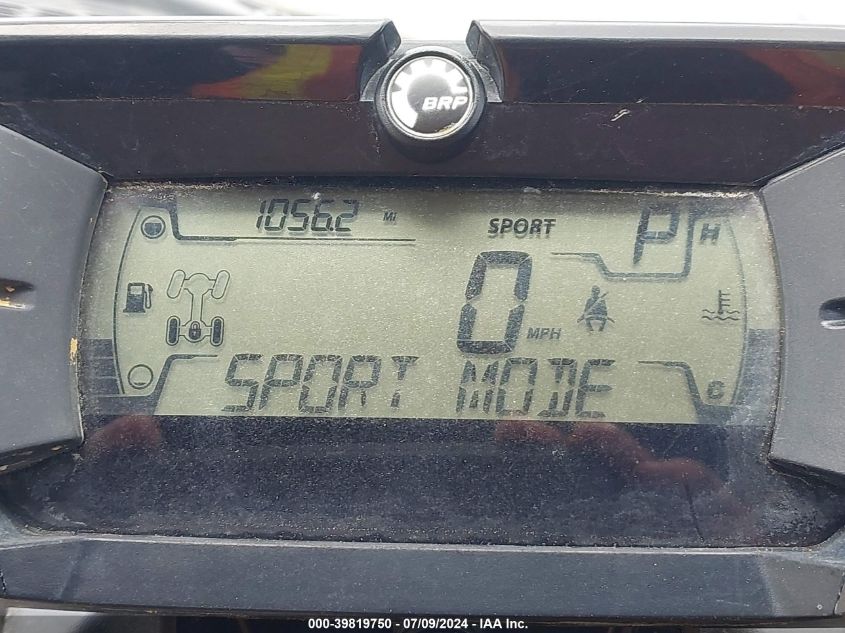 BRP
1056.2 Mi
SPORT
P
H
0
MPH
SPORT MODE
C
000-39819750 - 07/09/2024 - IAA Inc.